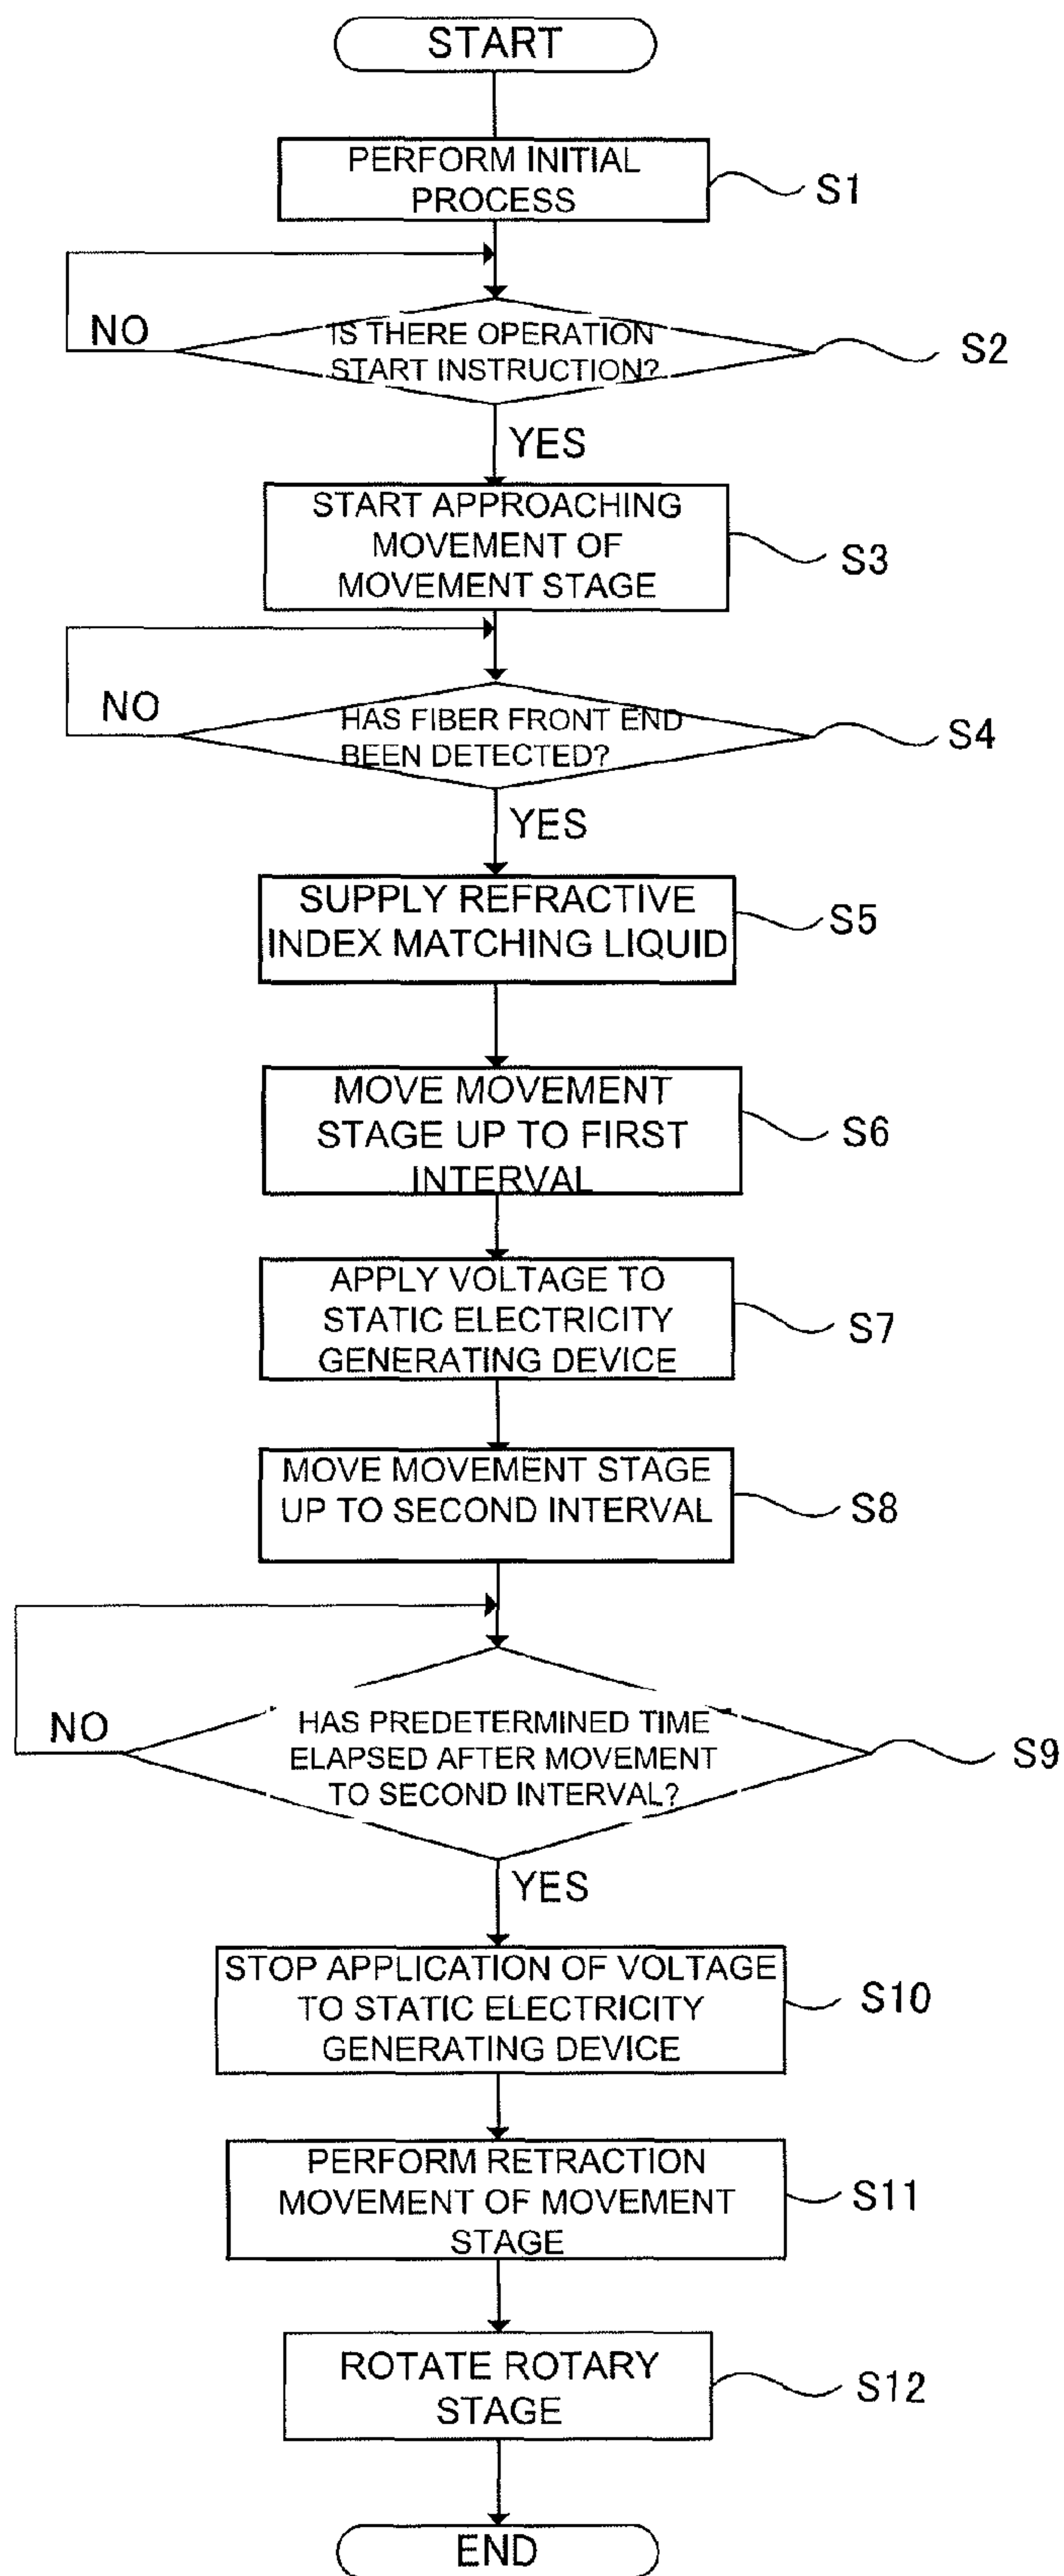 START
PERFORM INITIAL
PROCESS
S1
NO
IS THERE OPERATION
START INSTRUCTION?
S2
YES
START APPROACHING
MOVEMENT OF
MOVEMENT STAGE
S3
NO
HAS FIBER FRONT END
BEEN DETECTED?
S4
YES
SUPPLY REFRACTIVE
INDEX MATCHING LIQUID
S5
MOVE MOVEMENT
STAGE UP TO FIRST
INTERVAL
S6
APPLY VOLTAGE TO
STATIC ELECTRICITY
GENERATING DEVICE
S7
MOVE MOVEMENT STAGE
UP TO SECOND INTERVAL
S8
NO
HAS PREDETERMINED TIME
ELAPSED AFTER MOVEMENT
TO SECOND INTERVAL?
S9
YES
STOP APPLICATION OF VOLTAGE
TO STATIC ELECTRICITY
GENERATING DEVICE
S10
PERFORM RETRACTION
MOVEMENT OF MOVEMENT
STAGE
S11
ROTATE ROTARY
STAGE
S12
END